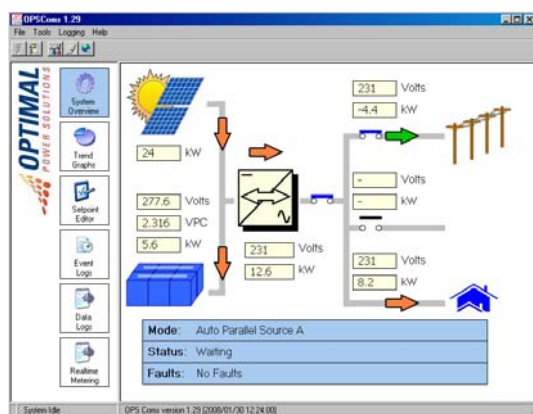 OPSComs 1.29
File Tools Logging Help
OPTIMAL
POWER SOLUTIONS
System
Overview
Trend
Graphs
Setpoint
Editor
Event
Logs
Data
Logs
Realtime
Metering
24 kW
277.6 Volts
2.316 VPC
5.6 kW
231 Volts
12.6 kW
231 Volts
-4.4 kW
- Volts
- kW
231 Volts
8.2 kW
Mode: Auto Parallel Source A
Status: Waiting
Faults: No Faults
System Idle
OPS Coms version 1.29 [2008/01/30 12:24:00]